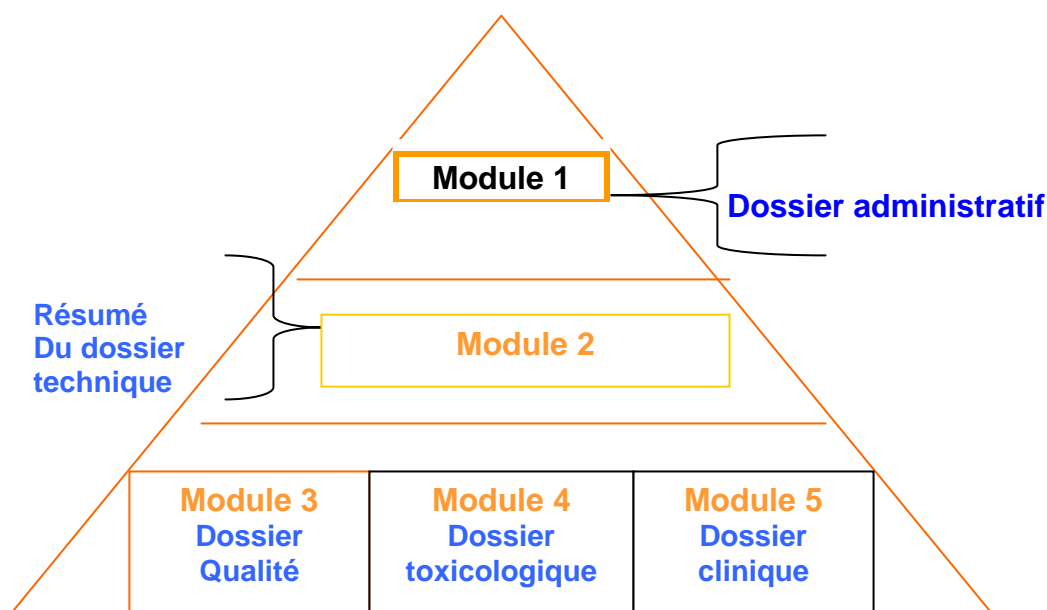 Module 1
Dossier administratif
Résumé
Du dossier
technique
Module 2
Module 3
Dossier
Qualité
Module 4
Dossier
toxicologique
Module 5
Dossier
clinique